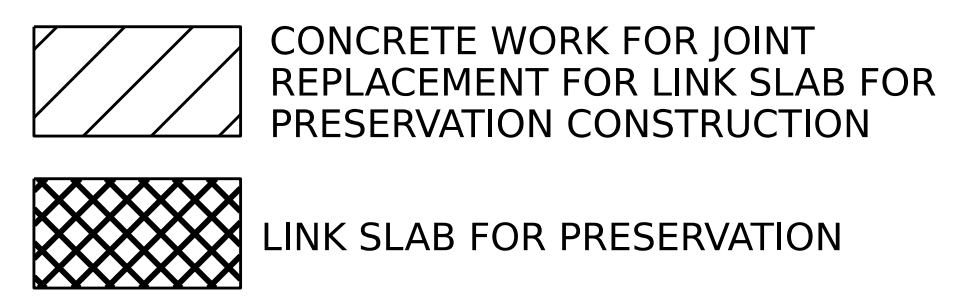 CONCRETE WORK FOR JOINT
REPLACEMENT FOR LINK SLAB FOR
PRESERVATION CONSTRUCTION
LINK SLAB FOR PRESERVATION